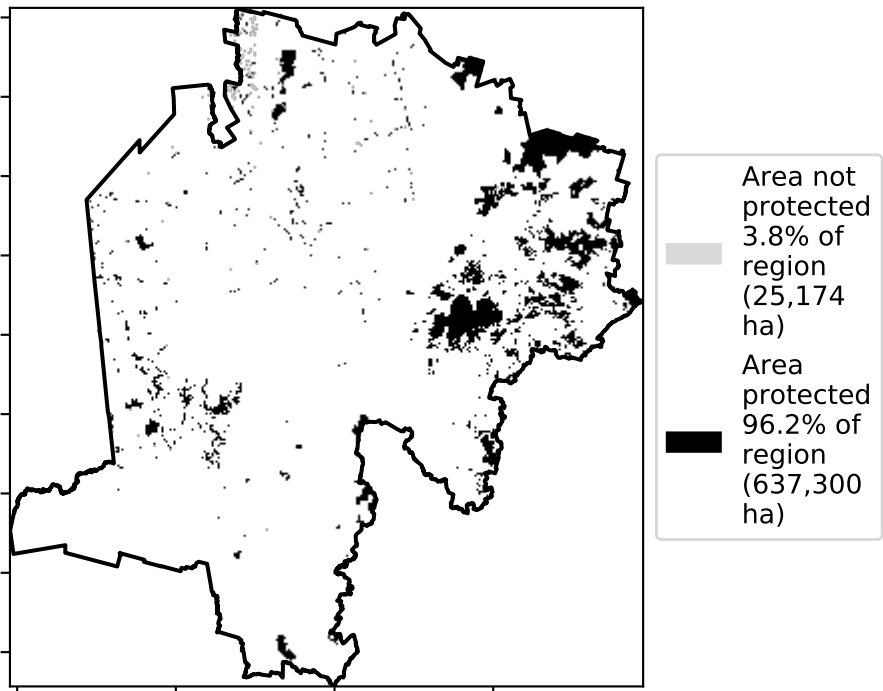 Area not
protected
3.8% of
region
(25,174
ha)
Area
protected
96.2% of
region
(637,300
ha)